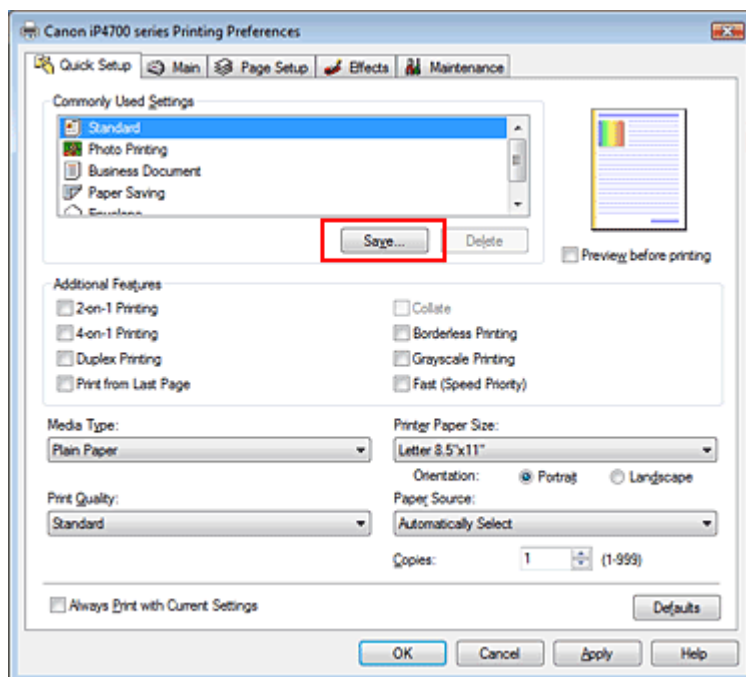 Canon iP4700 series Printing Preferences
Quick Setup Main Page Setup Effects Maintenance
Commonly Used Settings
Standard
Photo Printing
Business Document
Paper Saving
Envelope
Save... Delete
Preview before printing
Additional Features
2-on-1 Printing Collate
4-on-1 Printing Borderless Printing
Duplex Printing Grayscale Printing
Print from Last Page Fast (Speed Priority)
Media Type: Printer Paper Size:
Plain Paper Letter 8.5"x11"
Orientation: Portrait Landscape
Print Quality: Paper Source:
Standard Automatically Select
Copies: 1 (1-999)
Always Print with Current Settings Defaults
OK Cancel Apply Help